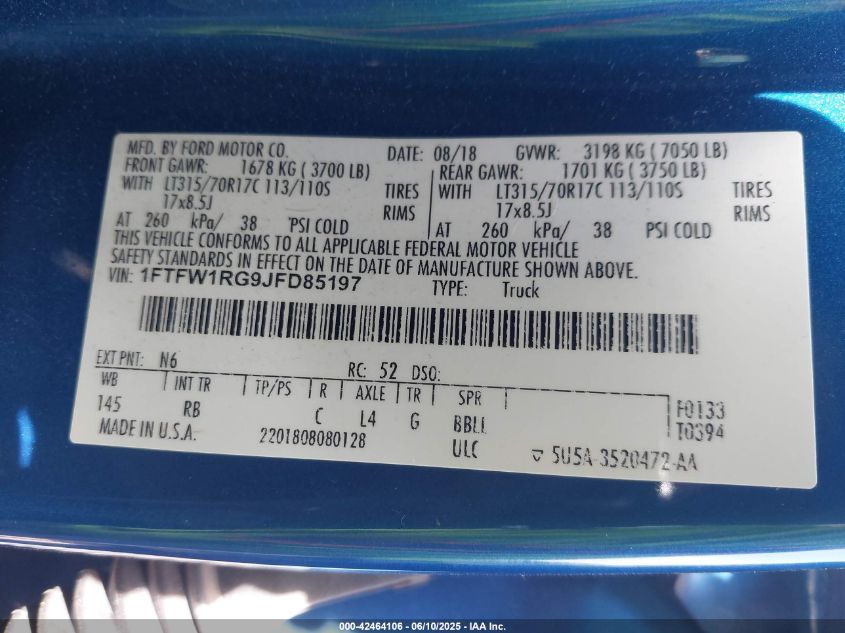 MFD. BY FORD MOTOR CO. DATE: 08/18 GVWR: 3198 KG ( 7050 LB)
FRONT GAWR: 1678 KG ( 3700 LB) REAR GAWR: 1701 KG ( 3750 LB)
WITH LT315/70R17C 113/110S TIRES WITH LT315/70R17C 113/110S TIRES
17x8.5J RIMS 17x8.5J RIMS
AT 260 kPa/ 38 PSI COLD AT 260 kPa/ 38 PSI COLD
THIS VEHICLE CONFORMS TO ALL APPLICABLE FEDERAL MOTOR VEHICLE
SAFETY STANDARDS IN EFFECT ON THE DATE OF MANUFACTURE SHOWN ABOVE.
VIN: 1FTFW1RG9JFD85197 TYPE: Truck
EXT PNT: N6 RC: 52 DSO:
WB INT TR TP/PS R AXLE TR SPR
145 RB C L4 G BBLL F0133
MADE IN U.S.A. 2201808080128 ULC T0394
5U5A-3520472-AA
000-42464106 - 06/10/2025 - IAA Inc.